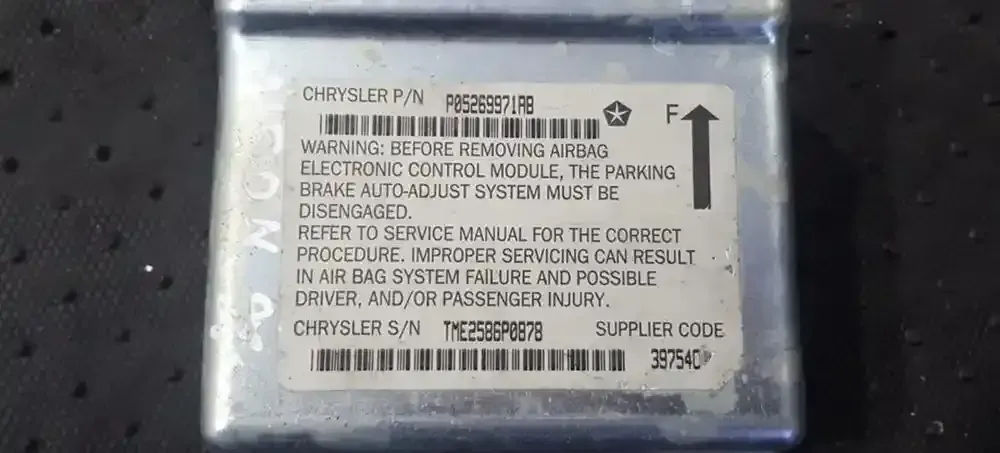 CHRYSLER P/N P05269971AB
F
WARNING: BEFORE REMOVING AIRBAG
ELECTRONIC CONTROL MODULE, THE PARKING
BRAKE AUTO-ADJUST SYSTEM MUST BE
DISENGAGED.
REFER TO SERVICE MANUAL FOR THE CORRECT
PROCEDURE. IMPROPER SERVICING CAN RESULT
IN AIR BAG SYSTEM FAILURE AND POSSIBLE
DRIVER, AND/OR PASSENGER INJURY.
CHRYSLER S/N TME2586P0878 SUPPLIER CODE